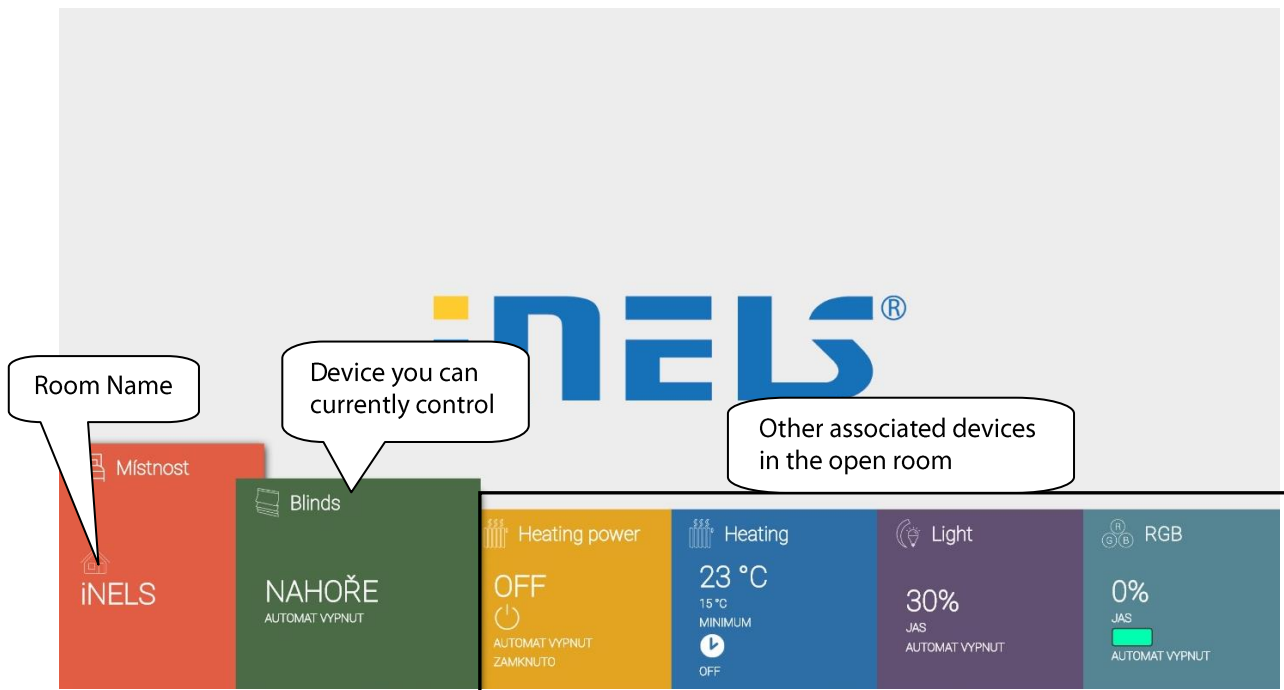 iNELS®
Room Name
Device you can
currently control
Other associated devices
in the open room
Místnost
iNELS
Blinds
NAHOŘE
AUTOMAT VYPNUT
Heating power
OFF
AUTOMAT VYPNUT
ZAMKNUTO
Heating
23 °C
15 °C
MINIMUM
OFF
Light
30%
JAS
AUTOMAT VYPNUT
R
G B
RGB
0%
JAS
AUTOMAT VYPNUT